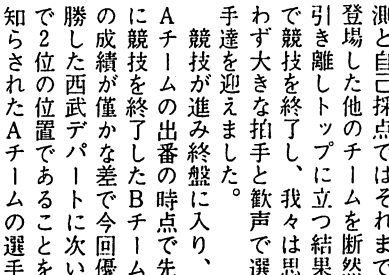 測と自己採点ではそれまで
登場した他のチームを断然
引き離しトップに立つ結果
で競技を終了し、我々は思
わず大きな拍手と歓声で選
手達を迎えました。
競技が進み終盤に入り、
Aチームの出番の時点で先
に競技を終了したBチーム
の成績が僅かな差で今回優
勝した西武デパートに次い
で2位の位置であることを
知らされたAチームの選手